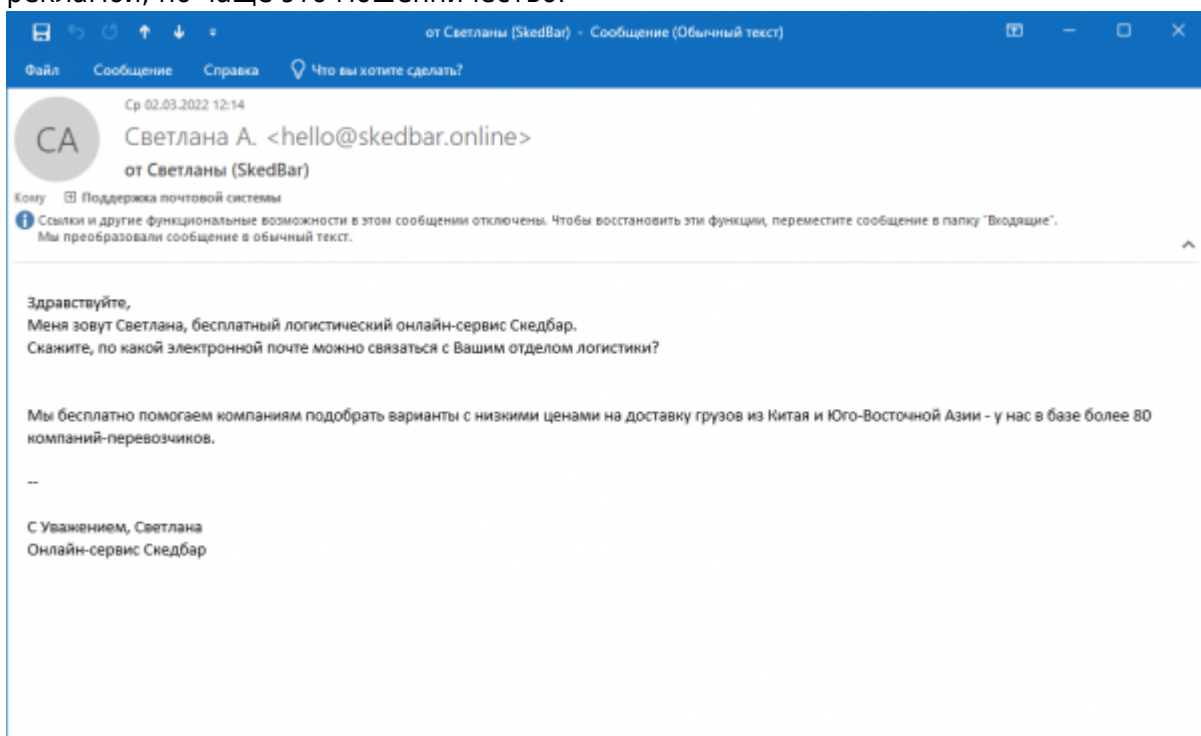 рекламой, но чаще это мошенничество.
от Светланы (SkedBar) - Сообщение (Обычный текст)
Файл Сообщение Справка Что вы хотите сделать?
Ср 02.03.2022 12:14
СА
Светлана А. <hello@skedbar.online>
от Светланы (SkedBar)
Кому Поддержка почтовой системы
Ссылки и другие функциональные возможности в этом сообщении отключены. Чтобы восстановить эти функции, переместите сообщение в папку "Входящие".
Мы преобразовали сообщение в обычный текст.
Здравствуйте,
Меня зовут Светлана, бесплатный логистический онлайн-сервис Скедбар.
Скажите, по какой электронной почте можно связаться с Вашим отделом логистики?
Мы бесплатно помогаем компаниям подобрать варианты с низкими ценами на доставку грузов из Китая и Юго-Восточной Азии - у нас в базе более 80
компаний-перевозчиков.
--
С Уважением, Светлана
Онлайн-сервис Скедбар